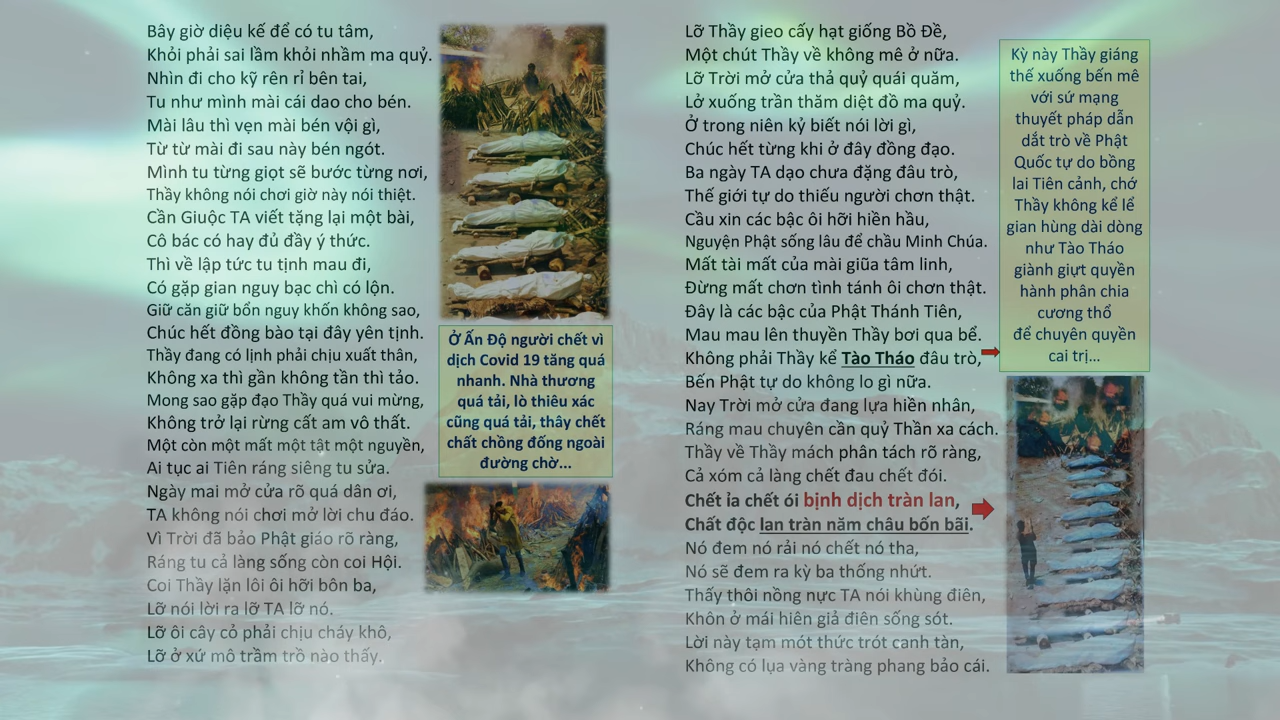 Bây giờ diệu kế để có tu tâm,
Khỏi phải sai lầm khỏi nhầm ma quỷ.
Nhìn đi cho kỹ rên rỉ bên tai,
Tu như mình mài cái dao cho bén.
Mài lâu thì vẹn mài bén vội gì,
Từ từ mài đi sau này bén ngót.
Mình tu từng giọt sẽ bước từng nơi,
Thầy không nói chơi giờ này nói thiệt.
Cần Giuộc TA viết tặng lại một bài,
Cô bác có hay đủ đầy ý thức.
Thì về lập tức tu tịnh mau đi,
Có gặp gian nguy bạc chì có lộn.
Giữ căn giữ bổn nguy khốn không sao,
Chúc hết đồng bào tại đây yên tịnh.
Thầy đang có lịnh phải chịu xuất thân,
Không xa thì gần không tần thì tảo.
Mong sao gặp đạo Thầy quá vui mừng,
Không trở lại rừng cất am vô thất.
Một còn một mất một tật một nguyền,
Ai tục ai Tiên ráng siêng tu sửa.
Ngày mai mở cửa rõ quá dân ơi,
TA không nói chơi mở lời chu đáo.
Vì Trời đã bảo Phật giáo rõ ràng,
Ráng tu cả làng sống còn coi Hội.
Coi Thầy lặn lôi ôi hỡi bôn ba,
Lỡ nói lời ra lỡ TA lỡ nó.
Lỡ ôi cây cỏ phải chịu cháy khô,
Lỡ ở xứ mô trầm trồ nào thấy.
Ở Ấn Độ người chết vì
dịch Covid 19 tăng quá
nhanh. Nhà thương
quá tải, lò thiêu xác
cũng quá tải, thây chết
chất chồng đống ngoài
đường chờ...
Lỡ Thầy gieo cấy hạt giống Bồ Đề,
Một chút Thầy về không mê ở nữa.
Lỡ Trời mở cửa thả quỷ quái quăm,
Lở xuống trần thăm diệt đồ ma quỷ.
Ở trong niên kỷ biết nói lời gì,
Chúc hết từng khi ở đây đồng đạo.
Ba ngày TA dạo chưa đặng đâu trò,
Thế giới tự do thiếu người chơn thật.
Cầu xin các bậc ôi hỡi hiền hầu,
Nguyện Phật sống lâu để chầu Minh Chúa.
Mất tài mất của mài giũa tâm linh,
Đừng mất chơn tình tánh ôi chơn thật.
Đây là các bậc của Phật Thánh Tiên,
Mau mau lên thuyền Thầy bơi qua bể.
Không phải Thầy kể Tào Tháo đâu trò,
Bến Phật tự do không lo gì nữa.
Nay Trời mở cửa đang lựa hiền nhân,
Ráng mau chuyên cần quỷ Thần xa cách.
Thầy về Thầy mách phân tách rõ ràng,
Cả xóm cả làng chết đau chết đói.
Chết ỉa chết ói bịnh dịch tràn lan,
Chất độc lan tràn năm châu bốn bãi.
Nó đem nó rải nó chết nó tha,
Nó sẽ đem ra kỳ ba thống nhứt.
Thấy thôi nồng nực TA nói khùng điên,
Khôn ở mái hiên giả điên sống sót.
Lời này tạm mót thức trót canh tàn,
Không có lụa vàng tràng phang bảo cái.
Kỳ này Thầy giáng
thế xuống bến mê
với sứ mạng
thuyết pháp dẫn
dắt trò về Phật
Quốc tự do bồng
lai Tiên cảnh, chớ
Thầy không kể lể
gian hùng dài dòng
như Tào Tháo
giành giựt quyền
hành phân chia
cương thổ
để chuyên quyền
cai trị...